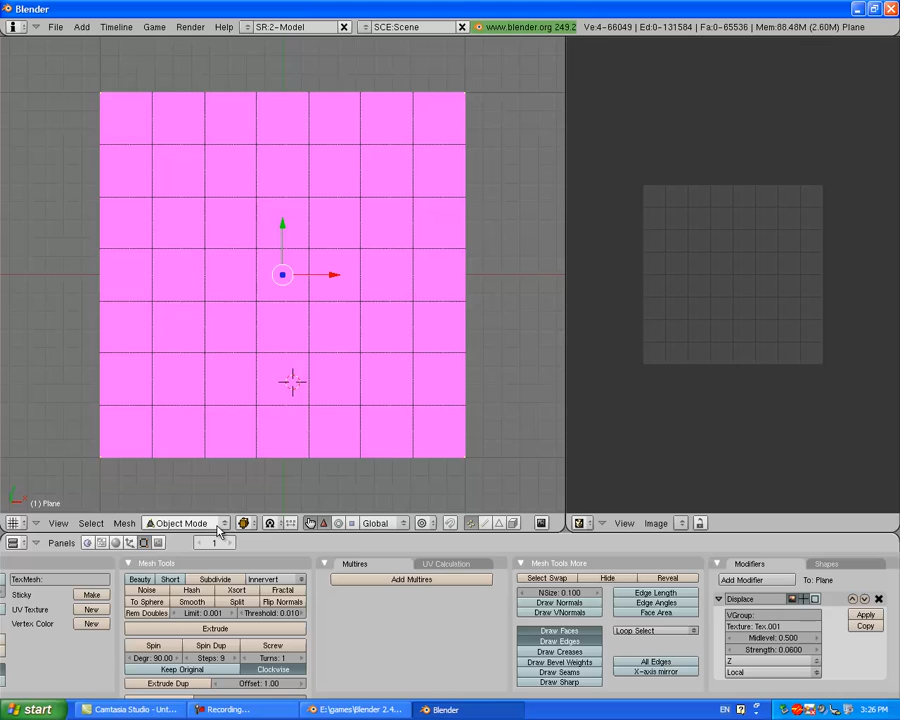 Blender
File Add Timeline Game Render Help SR:2-Model SCE:Scene www.blender.org 249.2 Ve:4-66049 | Ed:0-131584 | Fa:0-65536 | Mem:88.48M (2.60M) Plane
(1) Plane
View Select Mesh Object Mode Global View Image
Panels 1
TexMesh: Mesh Tools Multires UV Calculation Mesh Tools More Modifiers Shapes
Sticky Make Beauty Short Subdivide Innervert Add Multires Select Swap Hide Reveal Add Modifier To: Plane
Noise Hash Xsort Fractal NSize: 0.100 Edge Length
UV Texture New To Sphere Smooth Split Flip Normals Draw Normals Edge Angles Displace
Vertex Color New Rem Doubles Limit: 0.001 Threshold: 0.010 Draw VNormals Face Area VGroup: Apply
Extrude Draw Faces Loop Select Texture: Tex.001 Copy
Draw Edges Midlevel: 0.500
Spin Spin Dup Screw Draw Creases Strength: 0.0600
Degr: 90.00 Steps: 9 Turns: 1 Draw Bevel Weights All Edges Z
Keep Original Clockwise Draw Seams X-axis mirror Local
Extrude Dup Offset: 1.00 Draw Sharp
start Camtasia Studio - Unt... Recording... E:\games\Blender 2.4... Blender EN 3:26 PM